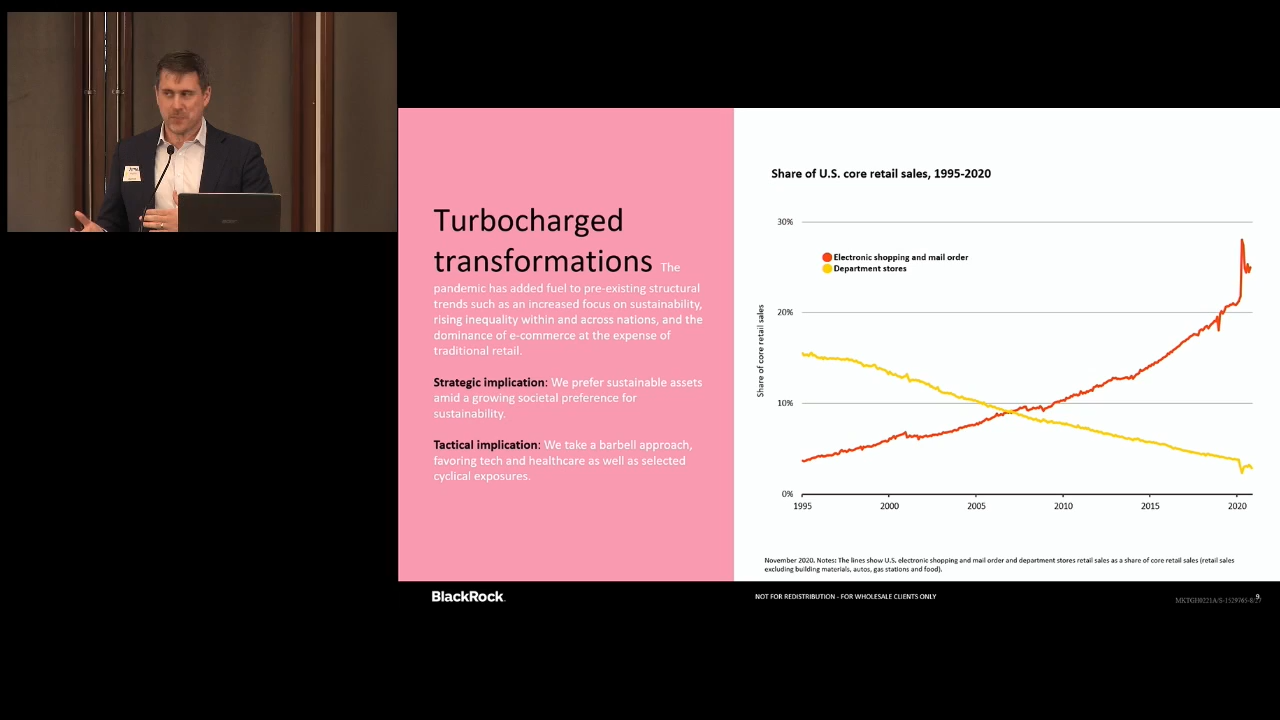 Turbocharged
transformations The
pandemic has added fuel to pre-existing structural
trends such as an increased focus on sustainability,
rising inequality within and across nations, and the
dominance of e-commerce at the expense of
traditional retail.
Strategic implication: We prefer sustainable assets
amid a growing societal preference for
sustainability.
Tactical implication: We take a barbell approach,
favoring tech and healthcare as well as selected
cyclical exposures.
Share of U.S. core retail sales, 1995-2020
Share of core retail sales
30%
20%
10%
0%
Electronic shopping and mail order
Department stores
1995 2000 2005 2010 2015 2020
November 2020. Notes: The lines show U.S. electronic shopping and mail order and department stores retail sales as a share of core retail sales (retail sales
excluding building materials, autos, gas stations and food).
BlackRock.
NOT FOR REDISTRIBUTION - FOR WHOLESALE CLIENTS ONLY
9